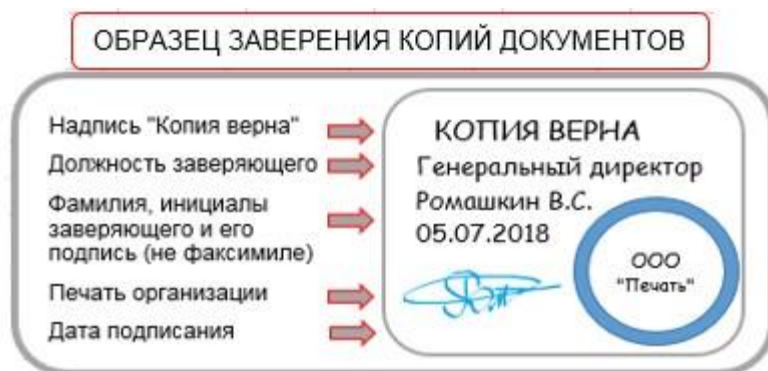 ОБРАЗЕЦ ЗАВЕРЕНИЯ КОПИЙ ДОКУМЕНТОВ
Надпись "Копия верна"
Должность заверяющего
Фамилия, инициалы
заверяющего и его
подпись (не факсимиле)
Печать организации
Дата подписания
КОПИЯ ВЕРНА
Генеральный директор
Ромашкин В.С.
05.07.2018
ООО
"Печать"